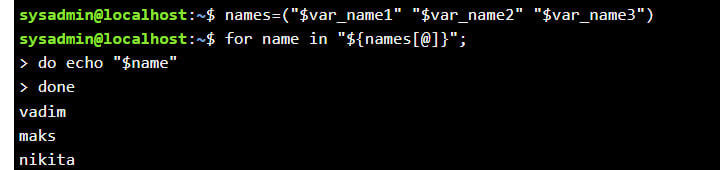 sysadmin@localhost:~$ names=("$var_name1" "$var_name2" "$var_name3")
sysadmin@localhost:~$ for name in "${names[@]}";
> do echo "$name"
> done
vadim
maks
nikita